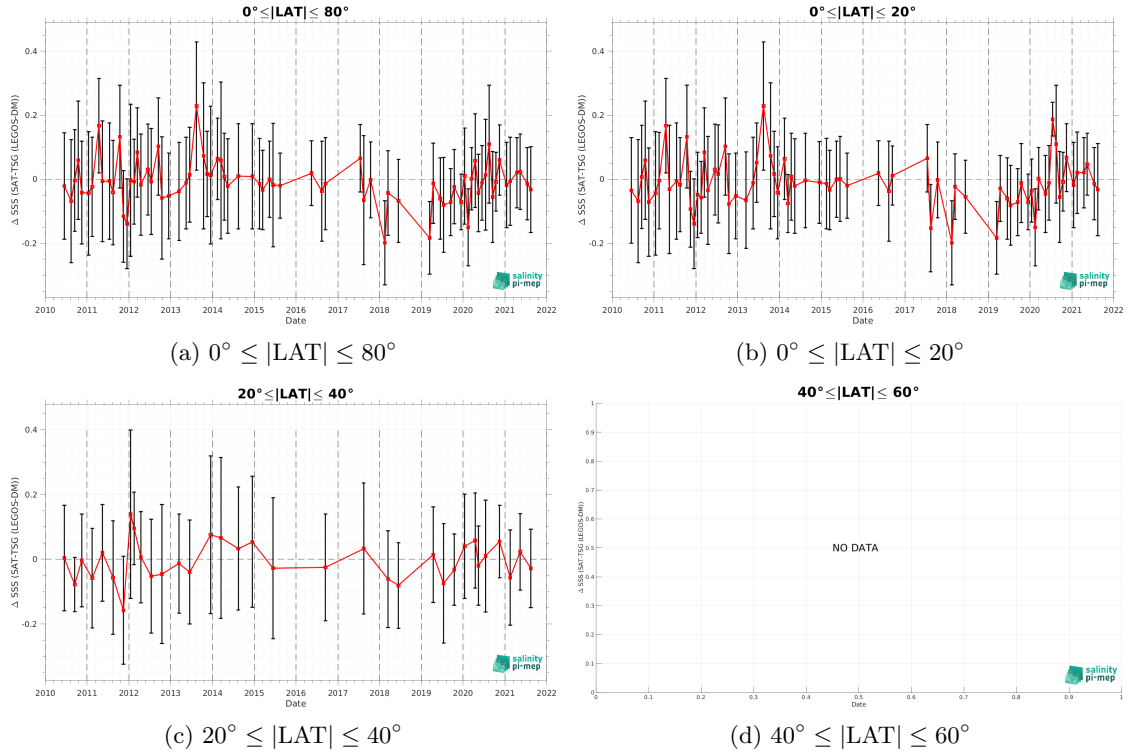 0°≤|LAT|≤ 80°
Δ SSS (SAT-TSG (LEGOS-DM))
0.4
0.2
0
-0.2
2010 2011 2012 2013 2014 2015 2016 2017 2018 2019 2020 2021 2022
Date
salinity
pi-mep
(a) 0° ≤ |LAT| ≤ 80°
0°≤|LAT|≤ 20°
Δ SSS (SAT-TSG (LEGOS-DM))
0.4
0.2
0
-0.2
2010 2011 2012 2013 2014 2015 2016 2017 2018 2019 2020 2021 2022
Date
salinity
pi-mep
(b) 0° ≤ |LAT| ≤ 20°
20°≤|LAT|≤ 40°
Δ SSS (SAT-TSG (LEGOS-DM))
0.4
0.2
0
-0.2
2010 2011 2012 2013 2014 2015 2016 2017 2018 2019 2020 2021 2022
Date
salinity
pi-mep
(c) 20° ≤ |LAT| ≤ 40°
40°≤|LAT|≤ 60°
Δ SSS (SAT-TSG (LEGOS-DM))
1
0.9
0.8
0.7
0.6
0.5
0.4
0.3
0.2
0.1
0
NO DATA
0 0.1 0.2 0.3 0.4 0.5 0.6 0.7 0.8 0.9 1
Date
salinity
pi-mep
(d) 40° ≤ |LAT| ≤ 60°